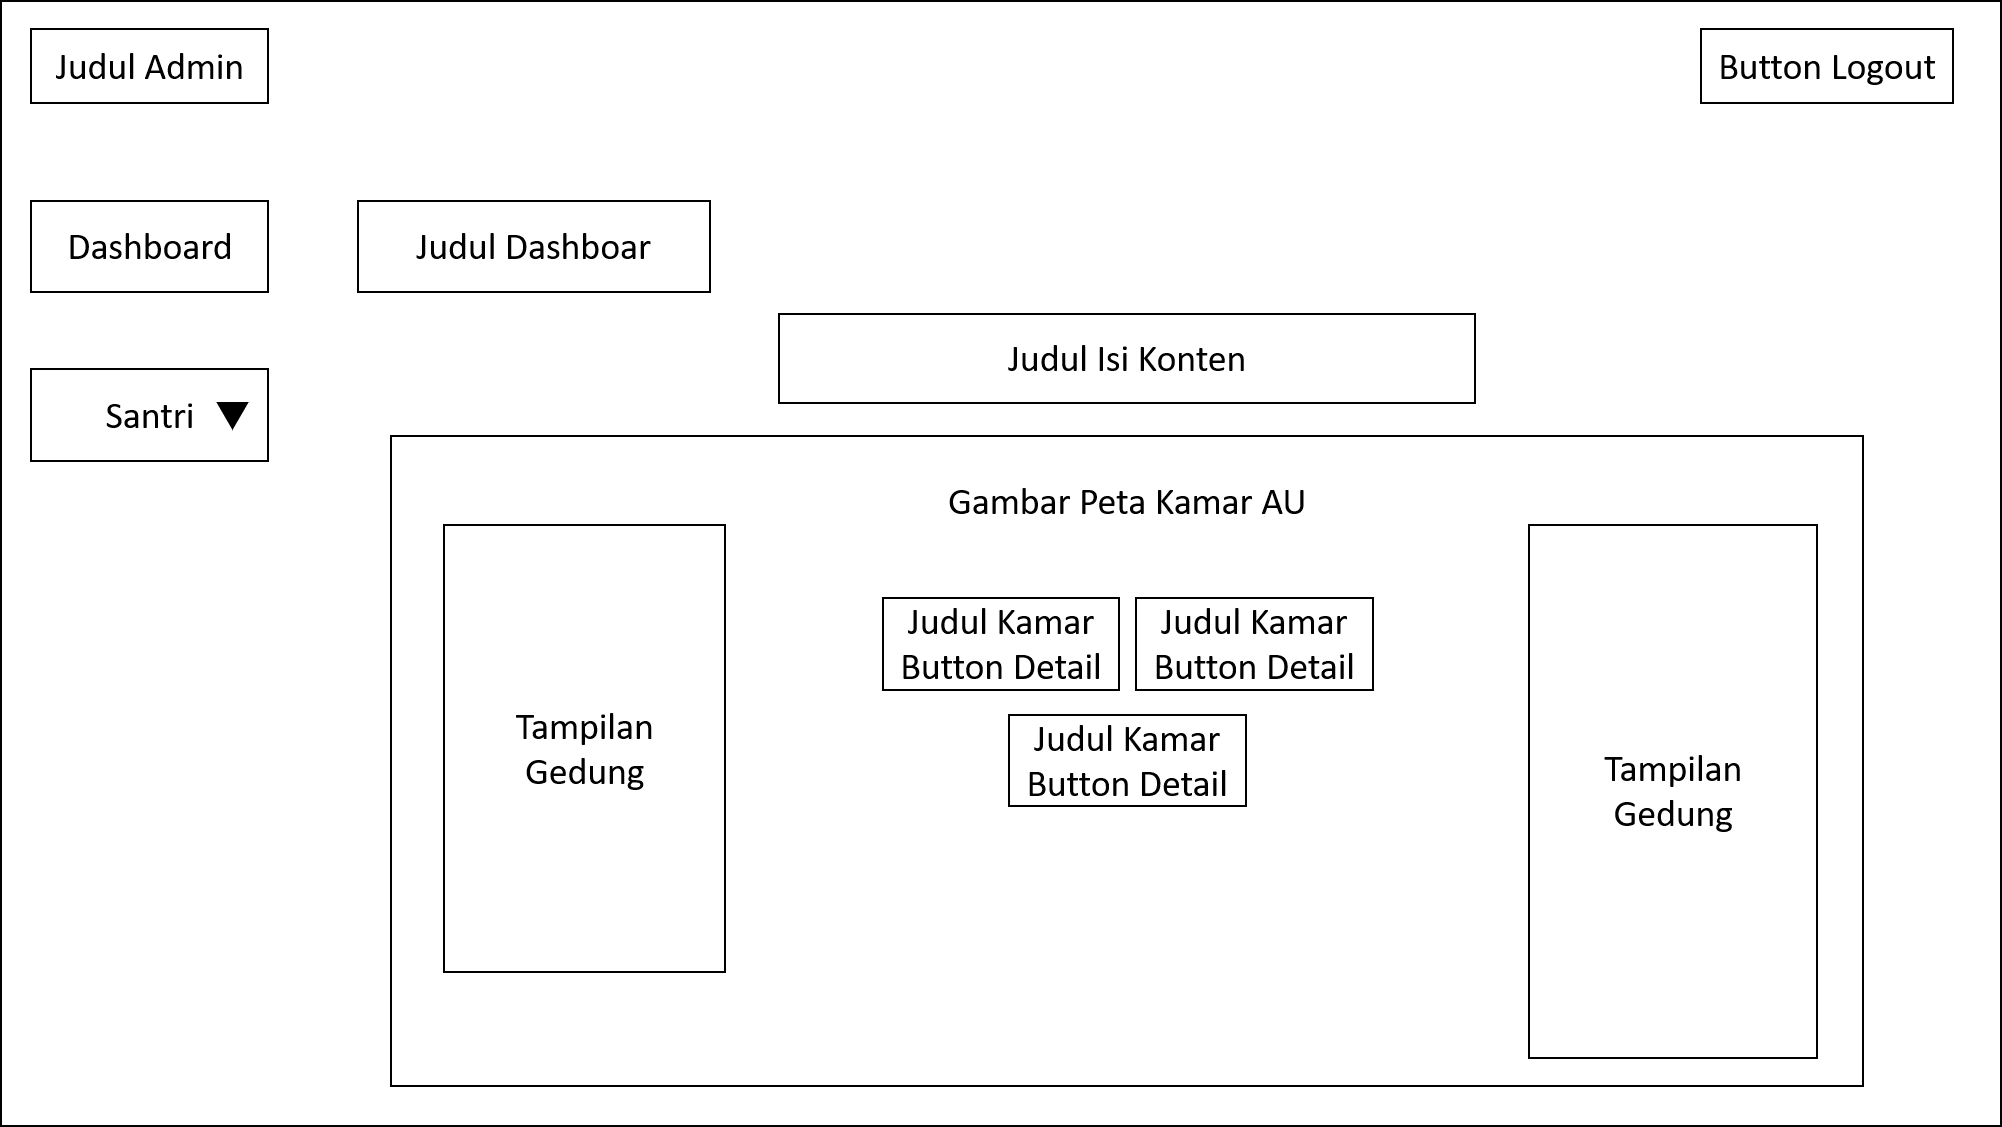 Judul Admin
Button Logout
Dashboard
Judul Dashboar
Judul Isi Konten
Santri
Gambar Peta Kamar AU
Judul Kamar
Button Detail
Judul Kamar
Button Detail
Judul Kamar
Button Detail
Tampilan
Gedung
Tampilan
Gedung